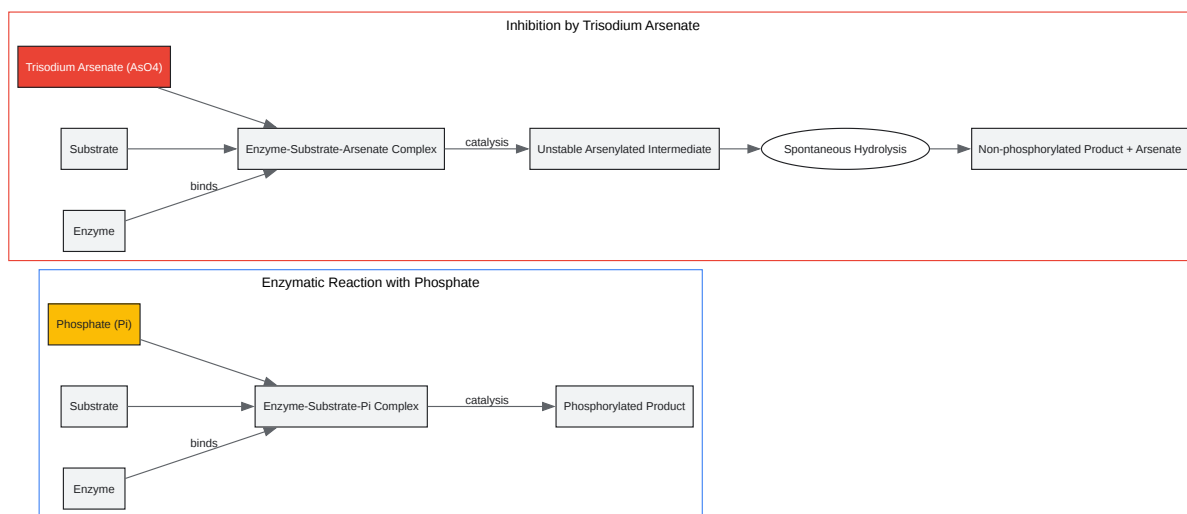 Inhibition by Trisodium Arsenate
Trisodium Arsenate (AsO4)
Substrate
Enzyme-Substrate-Arsenate Complex
catalysis
Unstable Arsenylated Intermediate
Spontaneous Hydrolysis
Non-phosphorylated Product + Arsenate
binds
Enzyme
Enzymatic Reaction with Phosphate
Phosphate (Pi)
Substrate
Enzyme-Substrate-Pi Complex
catalysis
Phosphorylated Product
binds
Enzyme